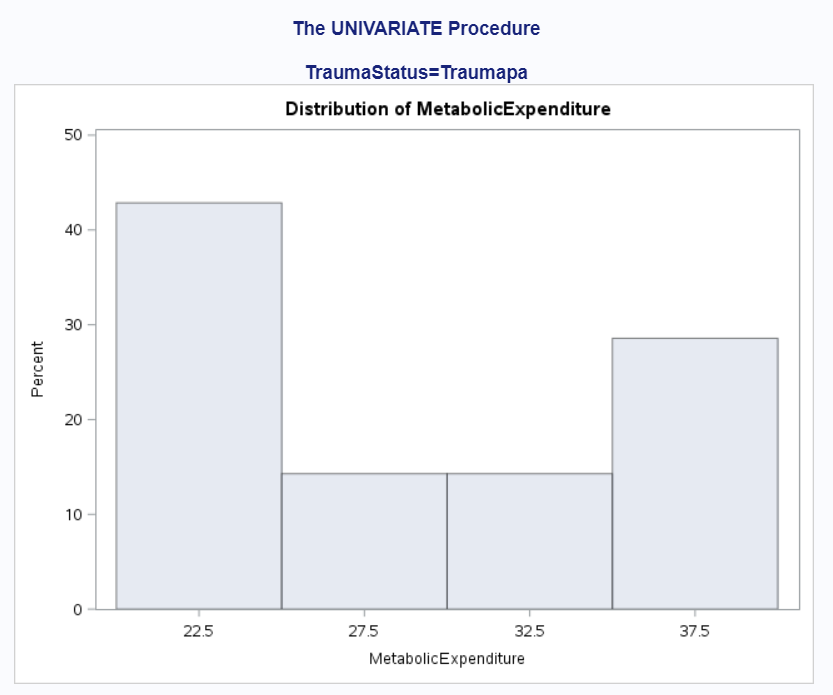 The UNIVARIATE Procedure
TraumaStatus=Traumapa
Distribution of MetabolicExpenditure
50
40
30
20
10
0
Percent
22.5 27.5 32.5 37.5
MetabolicExpenditure